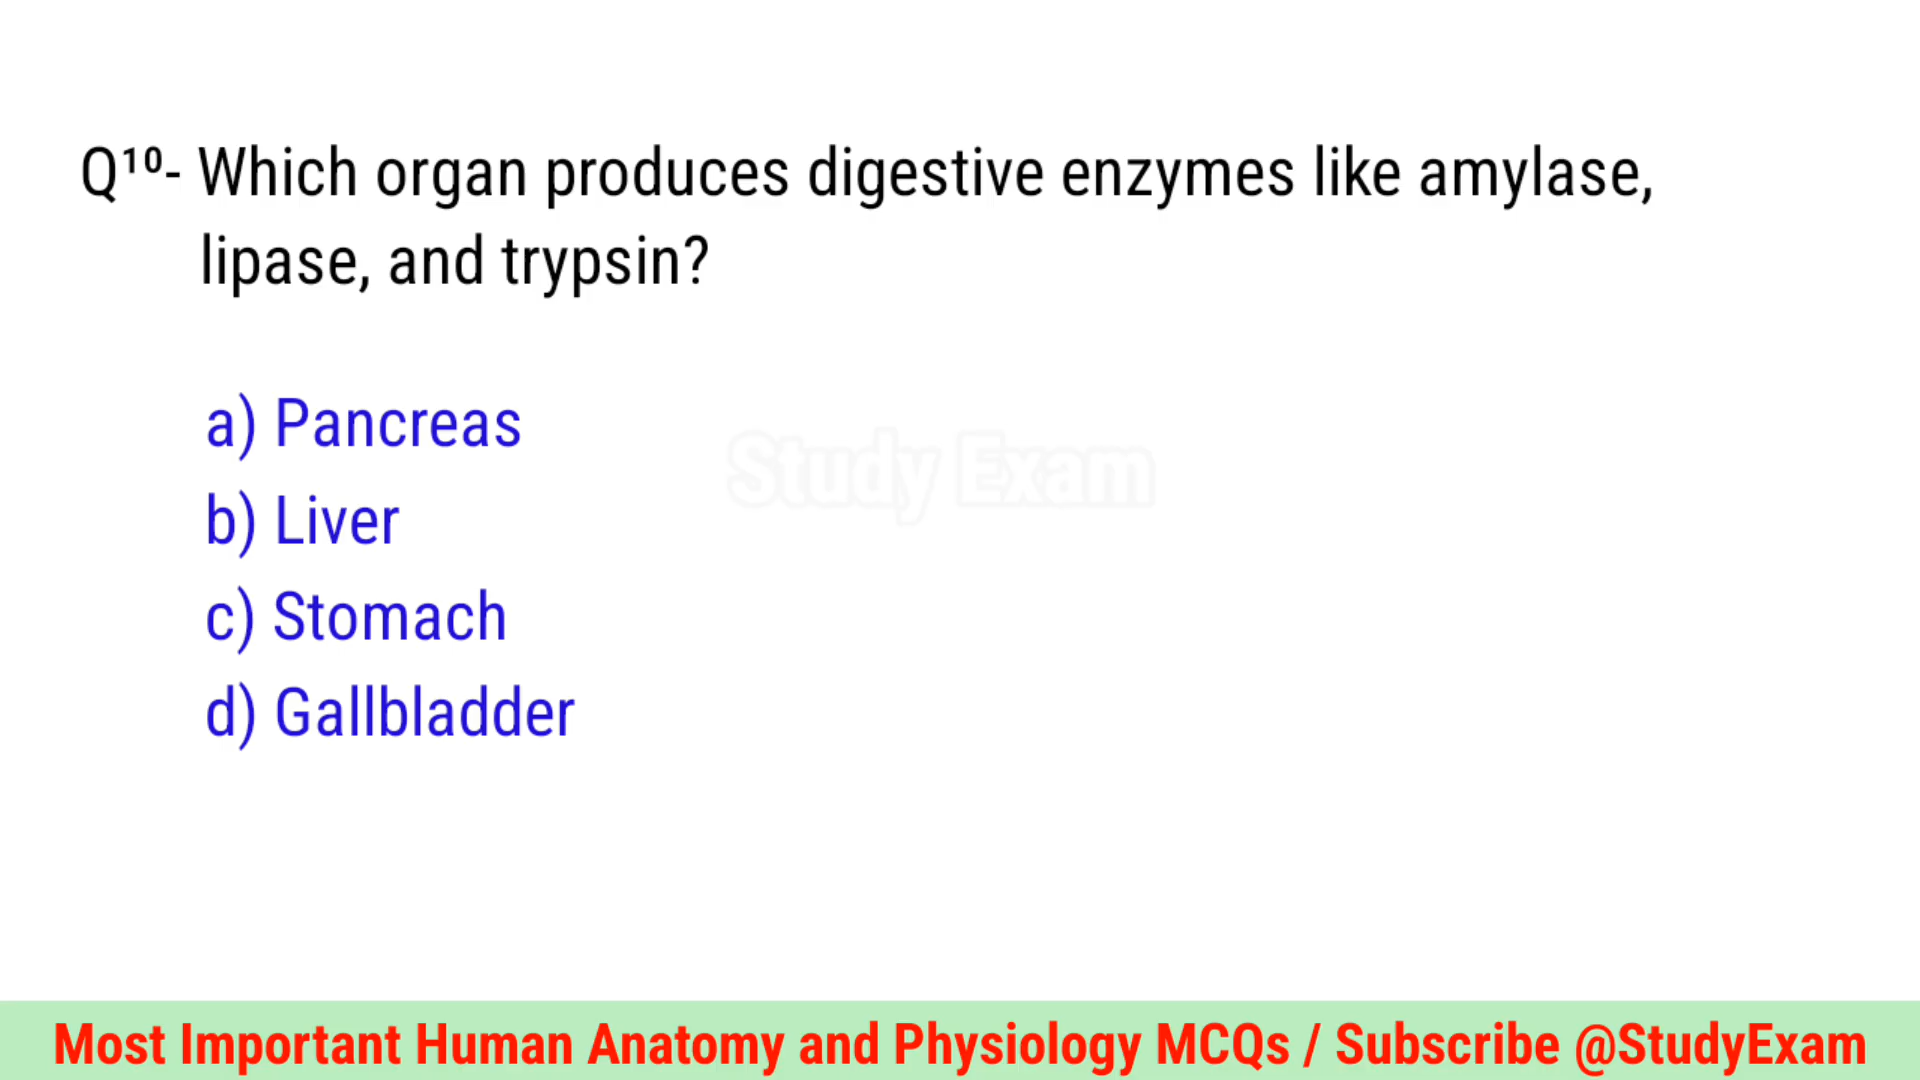 Q¹⁰- Which organ produces digestive enzymes like amylase,
lipase, and trypsin?
a) Pancreas
Study Exam
b) Liver
c) Stomach
d) Gallbladder
Most Important Human Anatomy and Physiology MCQs / Subscribe @StudyExam